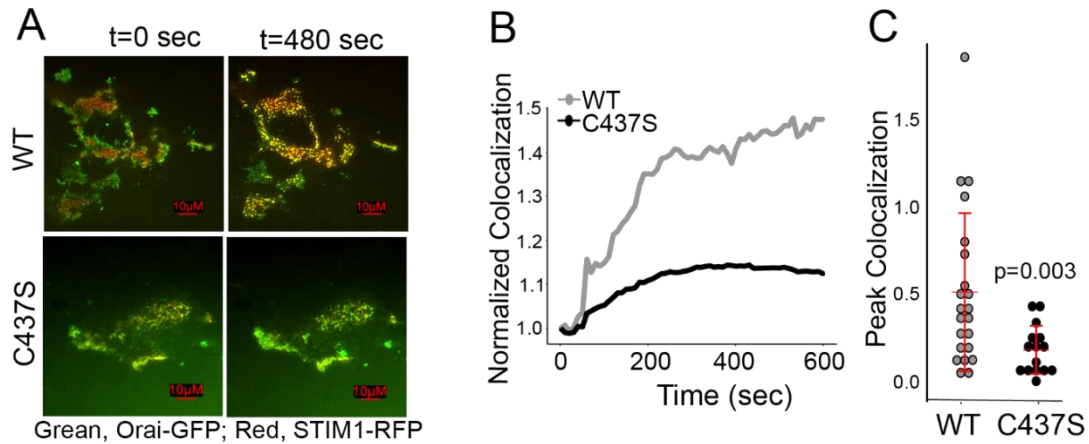 A
t=0 sec
t=480 sec
WT
10µM
10µM
C437S
10µM
10µM
Grean, Orai-GFP; Red, STIM1-RFP
B
WT
C437S
Normalized Colocalization
1.5
1.4
1.3
1.2
1.1
1.0
0
200
400
600
Time (sec)
C
Peak Colocalization
1.5
1.0
0.5
0.0
p=0.003
WT
C437S